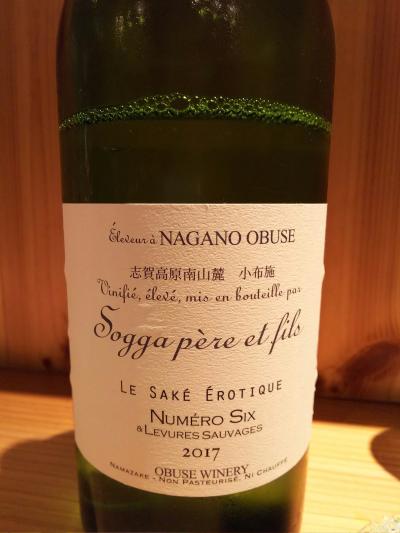 Éleveur à NAGANO OBUSE
志賀高原南山麓 小布施
Vinifié, élevé, mis en bouteille par
Sogga père et fils
LE SAKÉ ÉROTIQUE
NUMÉRO SIX
& LEVURES SAUVAGES
2017
OBUSE WINERY
NAMAZAKE - NON PASTEURISÉ, NI CHAUFFÉ